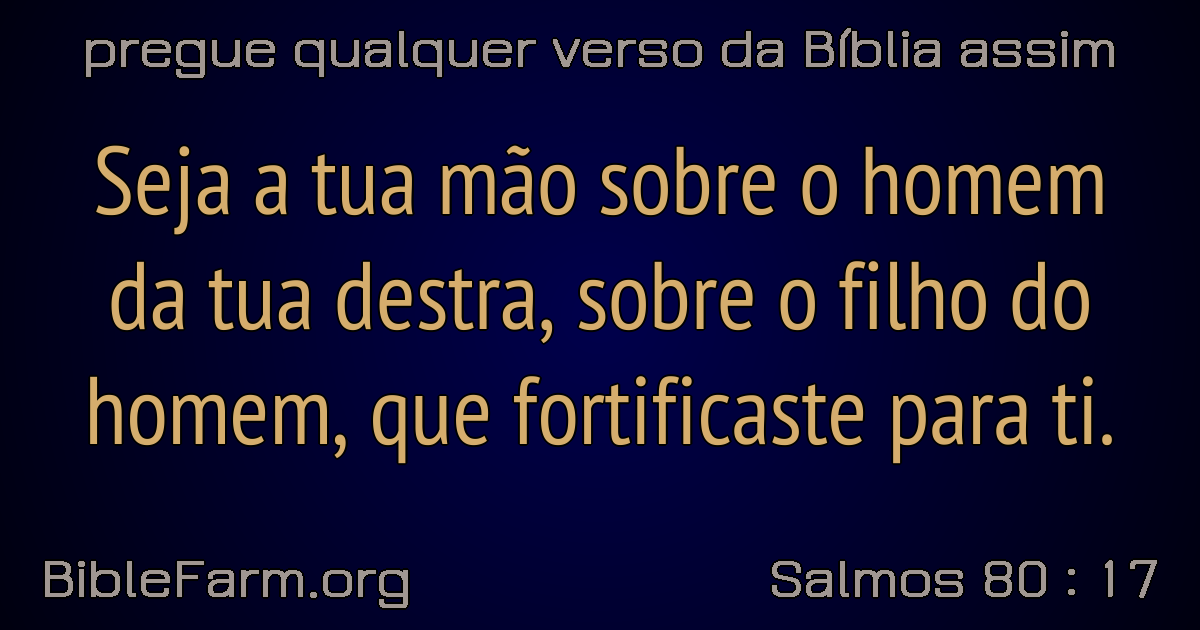 pregue qualquer verso da Bíblia assim
Seja a tua mão sobre o homem
da tua destra, sobre o filho do
homem, que fortificaste para ti.
BibleFarm.org
Salmos 80 : 17